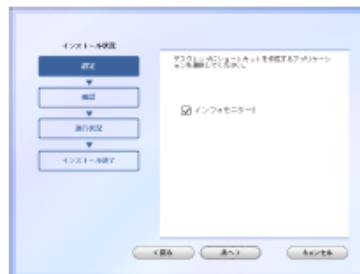 インストール状況
設定
確認
進行状況
インストール終了
デスクトップにショートカットを作成するアプリケーシ
ョンを選択してください。
インフォモニター
<戻る
次へ>
キャンセル